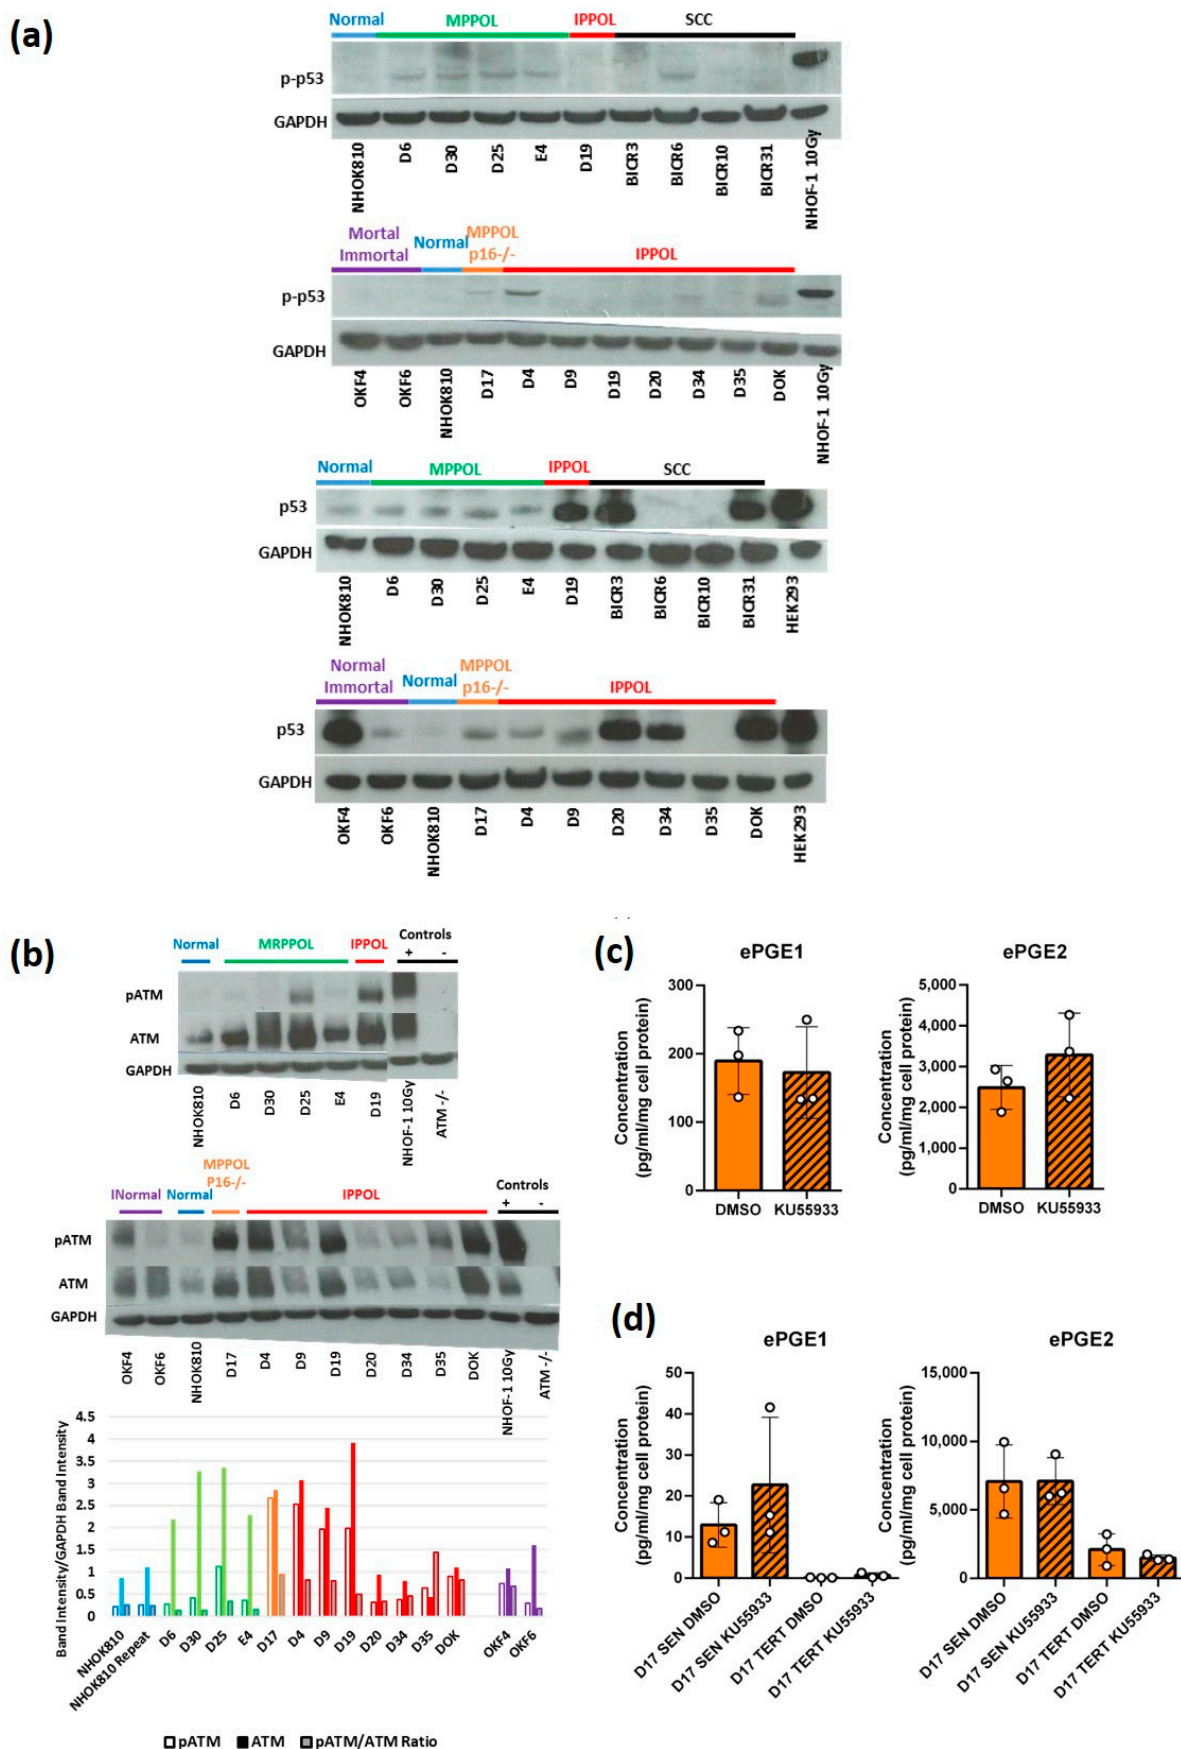 (a)
Normal MPPOL IPPOL SCC
p-p53
GAPDH
NHOK810 D6 D30 D25 E4 D19 BICR3 BICR6 BICR10 BICR31 NHOF-1 10Gy
Mortal Immortal Normal MPPOL p16-/- IPPOL
p-p53
GAPDH
OKF4 OKF6 NHOK810 D17 D4 D9 D19 D20 D34 D35 DOK NHOF-1 10Gy
Normal MPPOL IPPOL SCC
p53
GAPDH
NHOK810 D6 D30 D25 E4 D19 BICR3 BICR6 BICR10 BICR31 HEK293
Normal Immortal Normal MPPOL p16-/- IPPOL
p53
GAPDH
OKF4 OKF6 NHOK810 D17 D4 D9 D20 D34 D35 DOK HEK293
(b)
Normal MRPPOL IPPOL Controls
+ -
pATM
ATM
GAPDH
NHOK810 D6 D30 D25 E4 D19 NHOF-1 10Gy ATM -/-
INormal Normal MPPOL P16-/- IPPOL Controls
+ -
pATM
ATM
GAPDH
OKF4 OKF6 NHOK810 D17 D4 D9 D19 D20 D34 D35 DOK NHOF-1 10Gy ATM -/-
Band Intensity/GAPDH Band Intensity
4.5
4
3.5
3
2.5
2
1.5
1
0.5
0
NHOK810 NHOK810 Repeat D6 D30 D25 E4 D17 D4 D9 D19 D20 D34 D35 DOK OKF4 OKF6
pATM ATM pATM/ATM Ratio
(c)
ePGE1
Concentration
(pg/ml/mg cell protein)
300
200
100
0
DMSO KU55933
ePGE2
Concentration
(pg/ml/mg cell protein)
5,000
4,000
3,000
2,000
1,000
0
DMSO KU55933
(d)
ePGE1
Concentration
(pg/ml/mg cell protein)
50
40
30
20
10
0
D17 SEN DMSO
D17 SEN KU55933
D17 TERT DMSO
D17 TERT KU55933
ePGE2
Concentration
(pg/ml/mg cell protein)
15,000
10,000
5,000
0
D17 SEN DMSO
D17 SEN KU55933
D17 TERT DMSO
D17 TERT KU55933